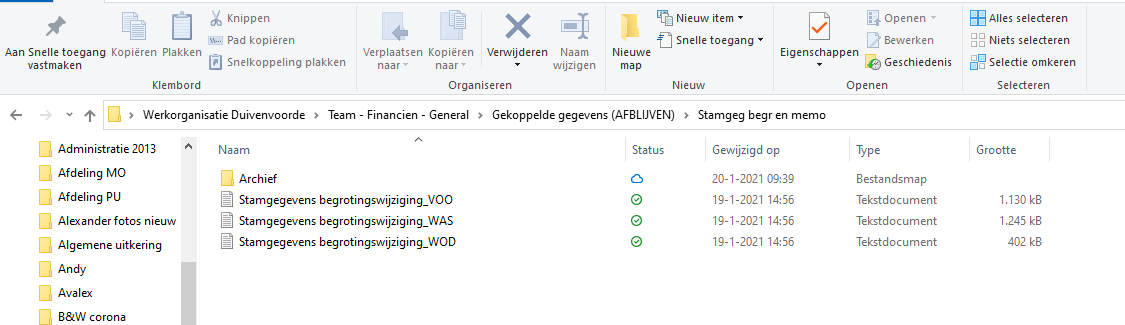 Aan Snelle toegang vastmaken
Kopiëren
Plakken
Knippen
Pad kopiëren
Snelkoppeling plakken
Klembord
Verplaatsen naar
Kopiëren naar
Verwijderen
Naam wijzigen
Organiseren
Nieuwe map
Nieuw item
Snelle toegang
Nieuw
Eigenschappen
Openen
Bewerken
Geschiedenis
Openen
Alles selecteren
Niets selecteren
Selectie omkeren
Selecteren
Werkorganisatie Duivenvoorde > Team - Financien - General > Gekoppelde gegevens (AFBLIJVEN) > Stamgeg begr en memo
Administratie 2013
Afdeling MO
Afdeling PU
Alexander fotos nieuw
Algemene uitkering
Andy
Avalex
B&W corona
Naam Status Gewijzigd op Type Grootte
Archief 20-1-2021 09:39 Bestandsmap
Stamgegevens begrotingswijziging_VOO 19-1-2021 14:56 Tekstdocument 1.130 kB
Stamgegevens begrotingswijziging_WAS 19-1-2021 14:56 Tekstdocument 1.245 kB
Stamgegevens begrotingswijziging_WOD 19-1-2021 14:56 Tekstdocument 402 kB